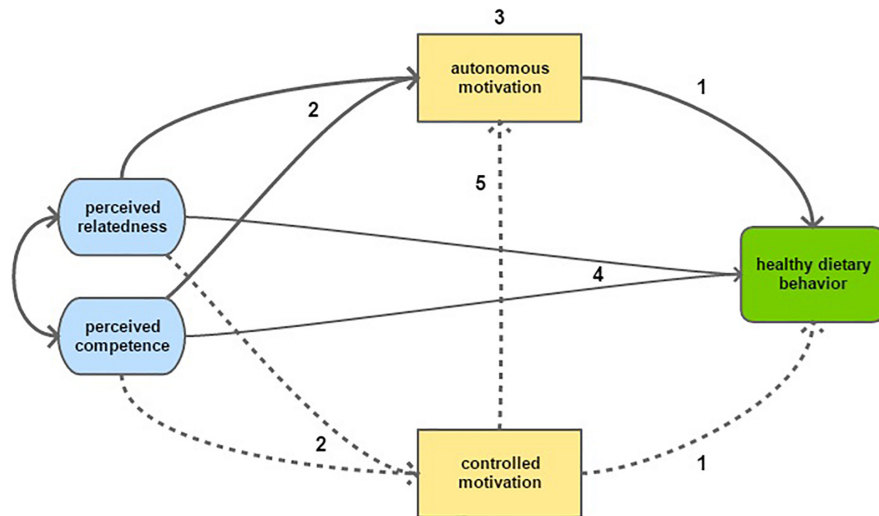 3
autonomous
motivation
1
2
perceived
relatedness
5
healthy dietary
behavior
4
perceived
competence
2
controlled
motivation
1